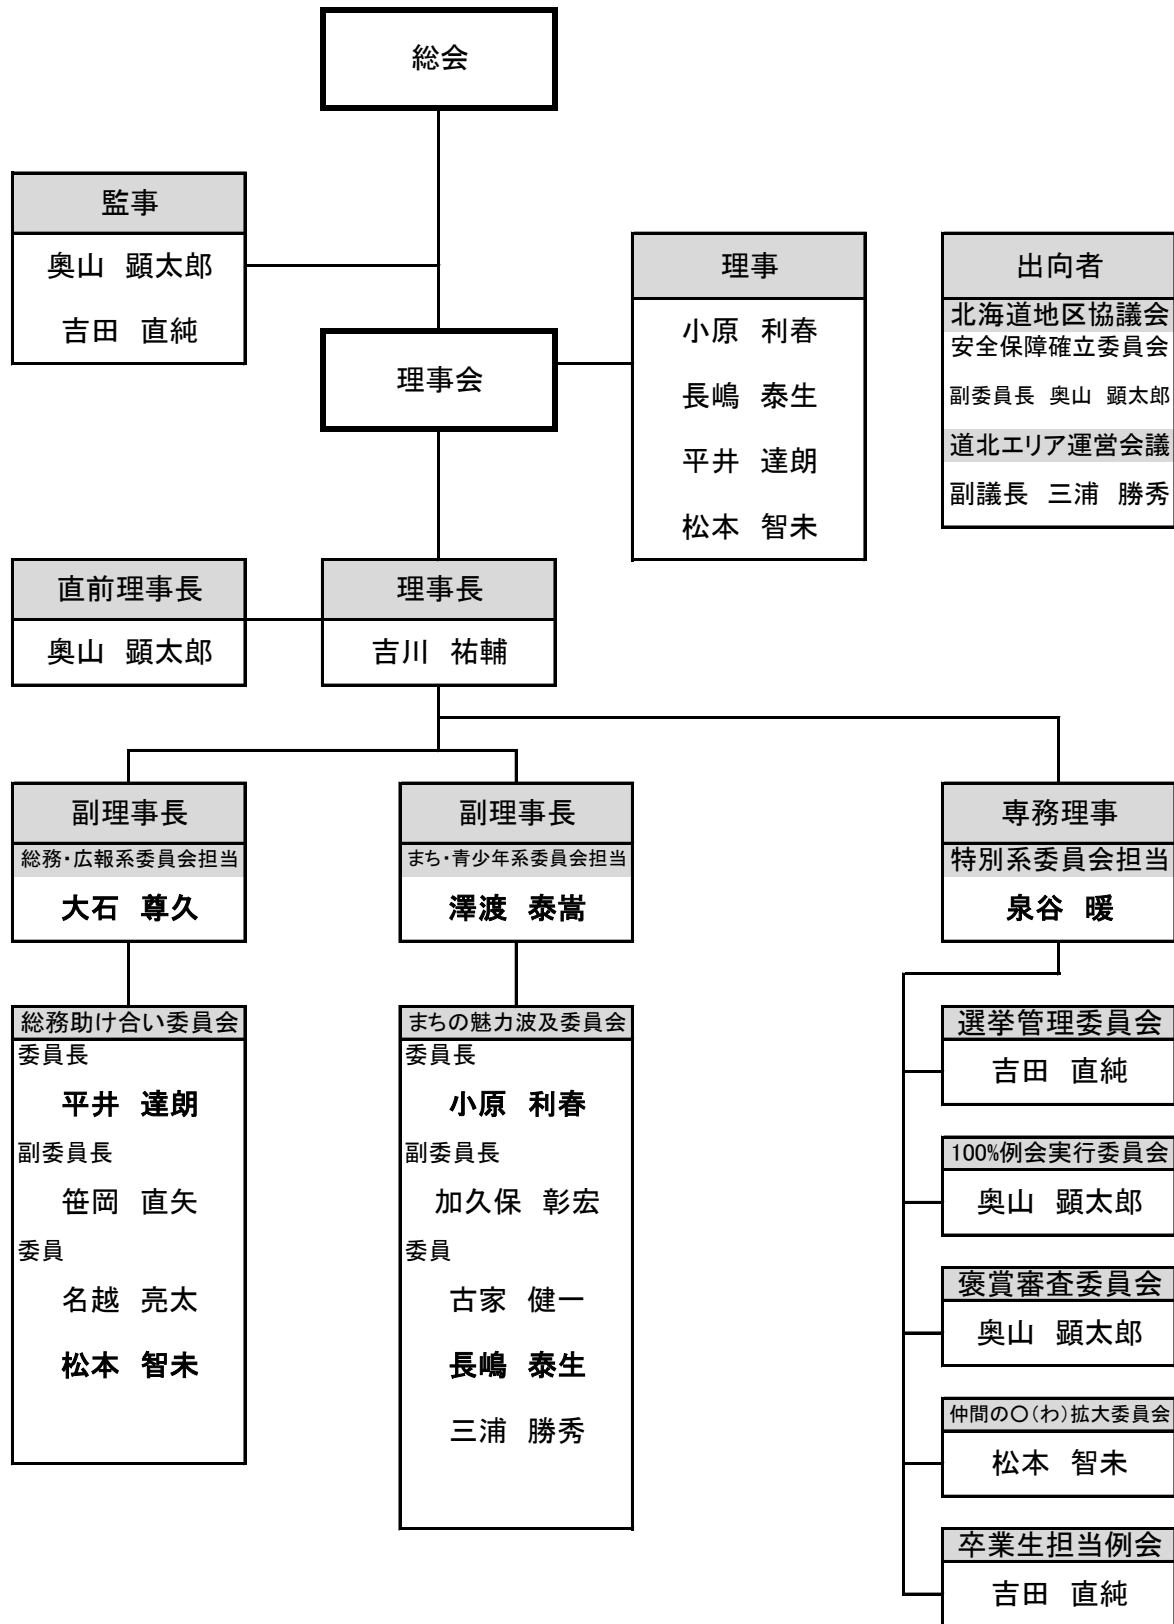 総会
監事
奥山 顕太郎
吉田 直純
理事会
理事
小原 利春
長嶋 泰生
平井 達朗
松本 智未
出向者
北海道地区協議会
安全保障確立委員会
副委員長 奥山 顕太郎
道北エリア運営会議
副議長 三浦 勝秀
直前理事長
奥山 顕太郎
理事長
吉川 祐輔
副理事長
総務・広報系委員会担当
大石 尊久
副理事長
まち・青少年系委員会担当
澤渡 泰嵩
専務理事
特別系委員会担当
泉谷 暖
総務助け合い委員会
委員長
平井 達朗
副委員長
笹岡 直矢
委員
名越 亮太
松本 智未
まちの魅力波及委員会
委員長
小原 利春
副委員長
加久保 彰宏
委員
古家 健一
長嶋 泰生
三浦 勝秀
選挙管理委員会
吉田 直純
100%例会実行委員会
奥山 顕太郎
褒賞審査委員会
奥山 顕太郎
仲間の〇(わ)拡大委員会
松本 智未
卒業生担当例会
吉田 直純